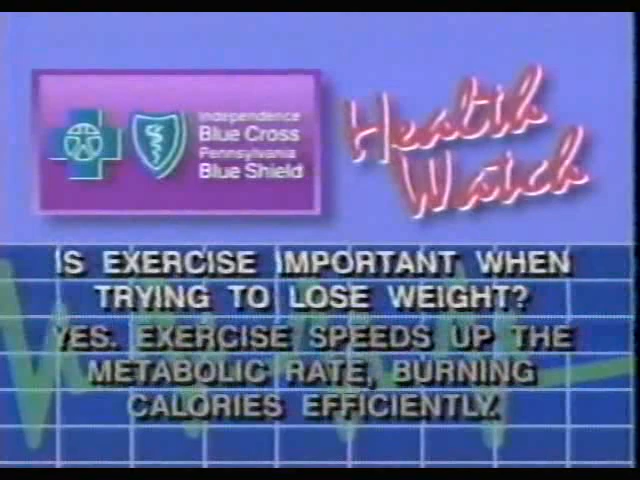 Independence
Blue Cross
Pennsylvania
Blue Shield
Health
Watch
IS EXERCISE IMPORTANT WHEN
TRYING TO LOSE WEIGHT?
YES. EXERCISE SPEEDS UP THE
METABOLIC RATE, BURNING
CALORIES EFFICIENTLY.